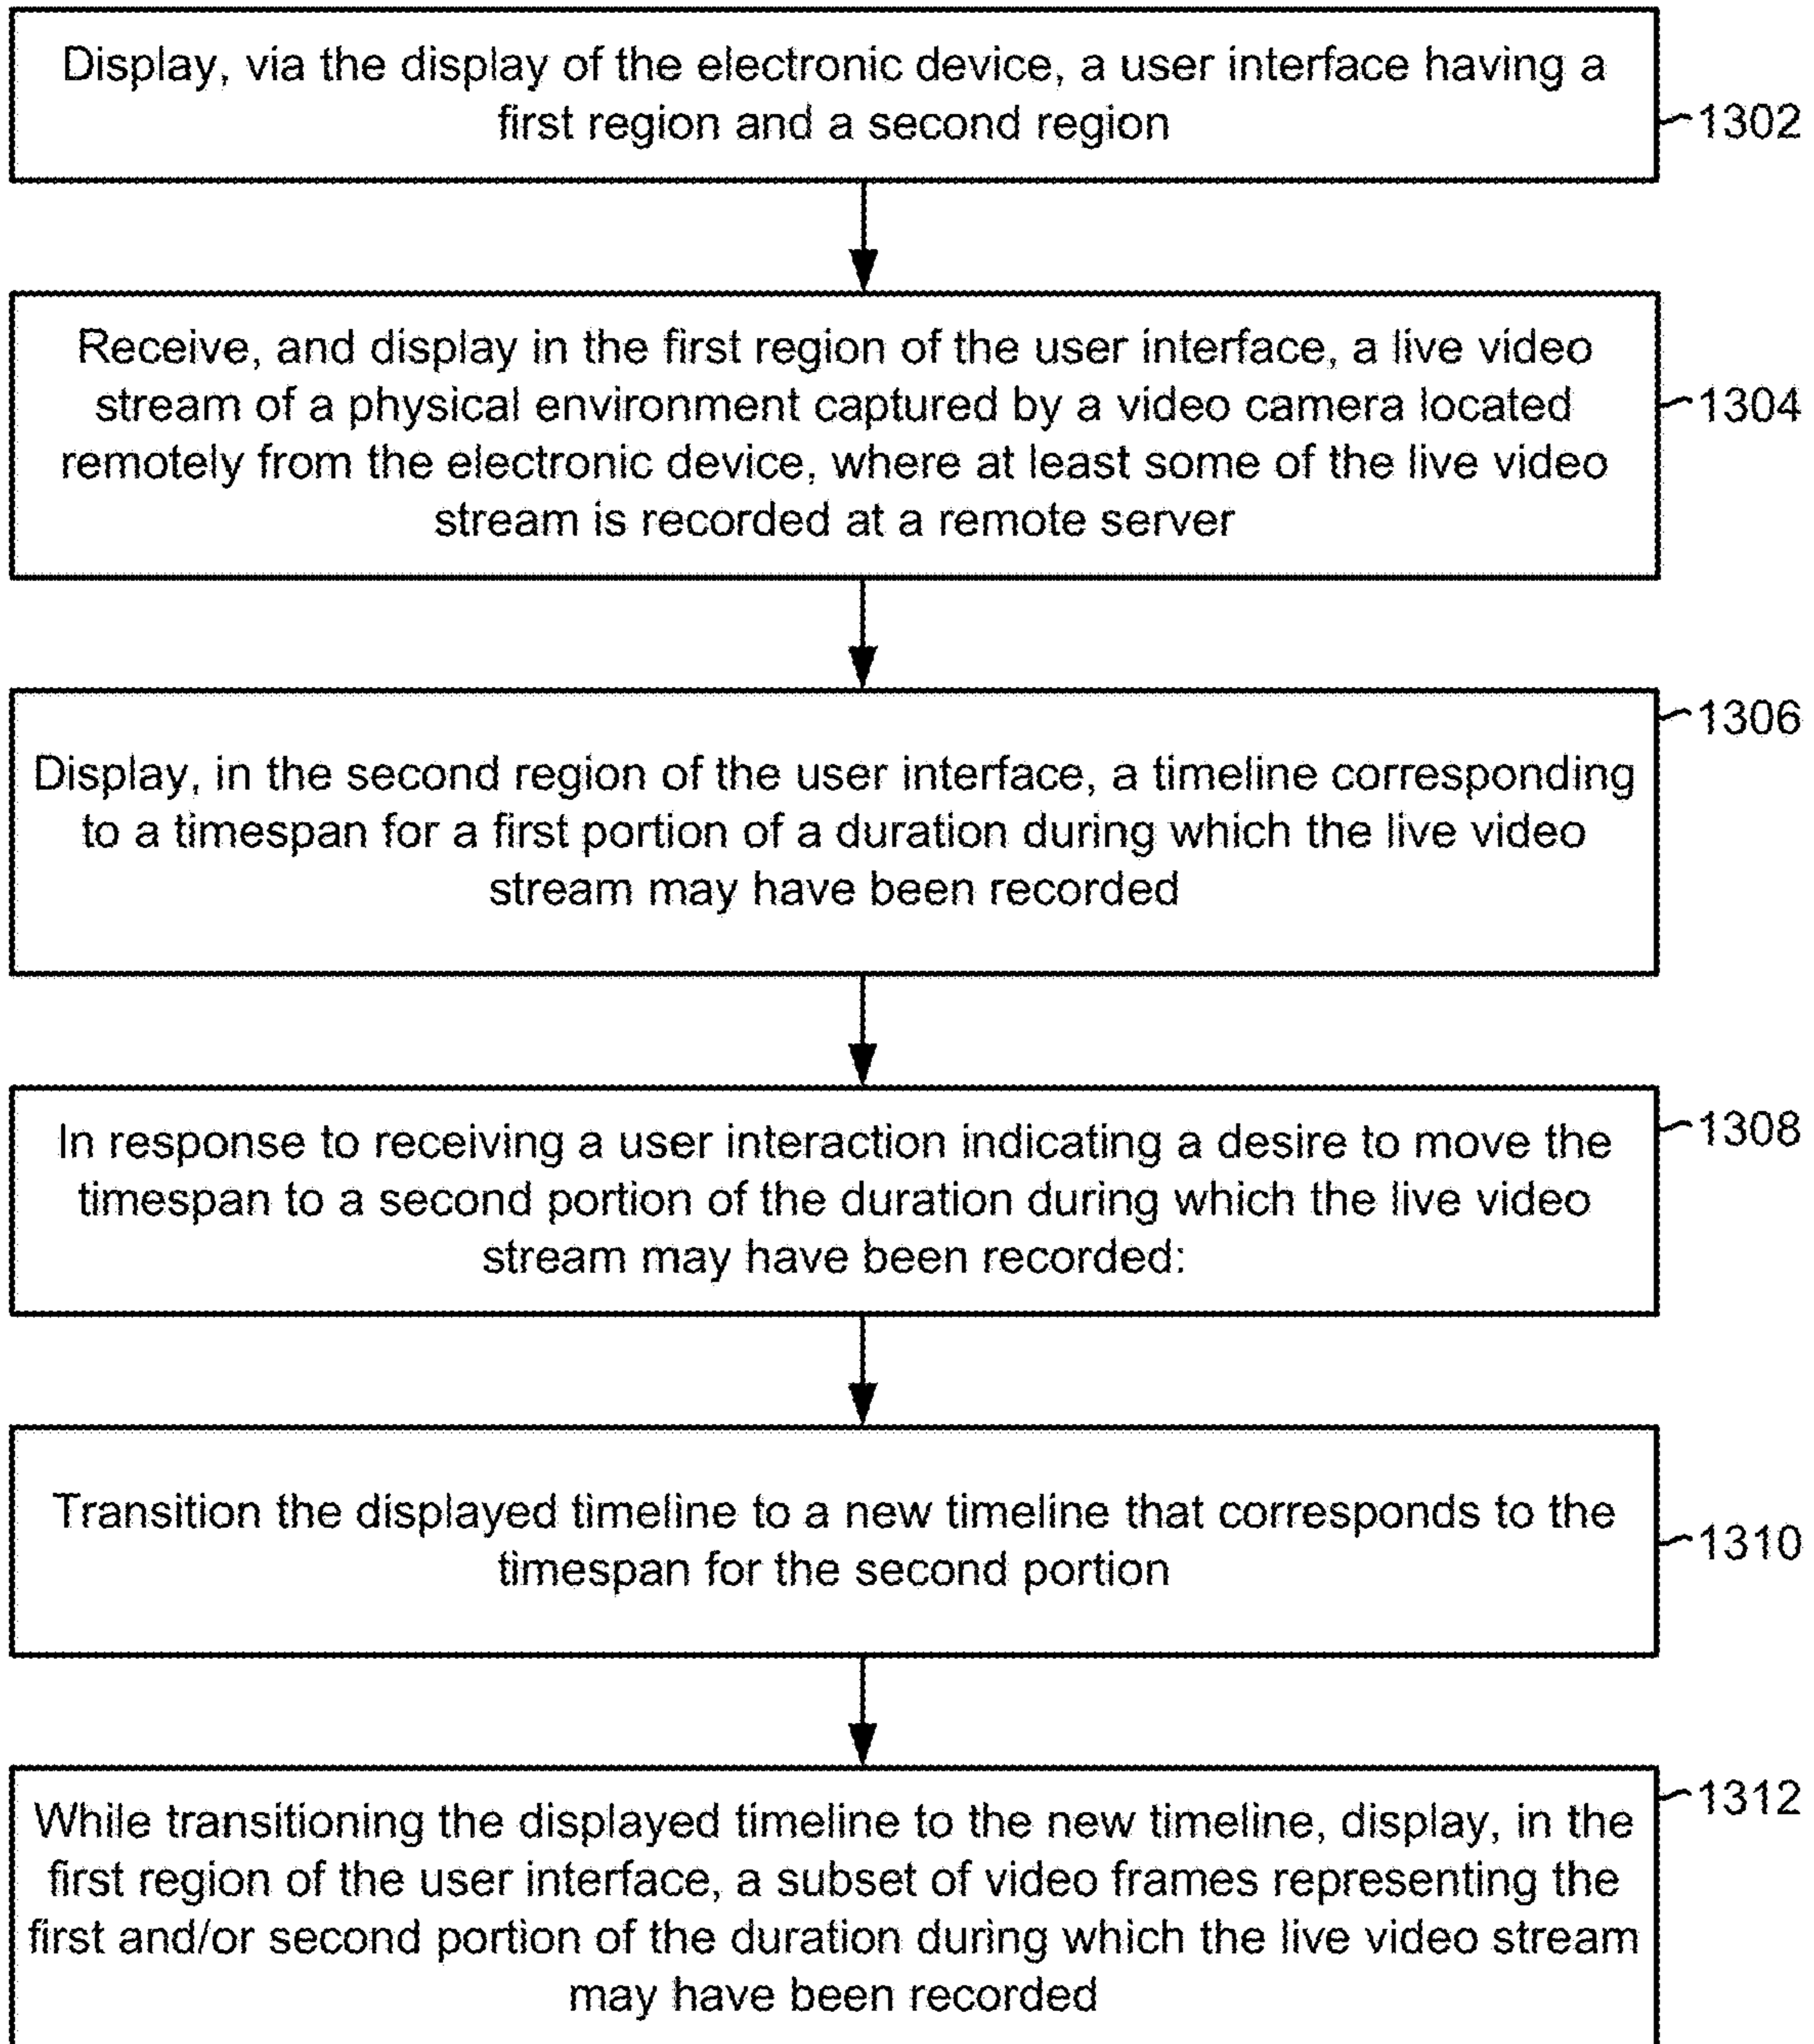 Display, via the display of the electronic device, a user interface having a
first region and a second region
1302
Receive, and display in the first region of the user interface, a live video
stream of a physical environment captured by a video camera located
remotely from the electronic device, where at least some of the live video
stream is recorded at a remote server
1304
Display, in the second region of the user interface, a timeline corresponding
to a timespan for a first portion of a duration during which the live video
stream may have been recorded
1306
In response to receiving a user interaction indicating a desire to move the
timespan to a second portion of the duration during which the live video
stream may have been recorded:
1308
Transition the displayed timeline to a new timeline that corresponds to the
timespan for the second portion
1310
While transitioning the displayed timeline to the new timeline, display, in the
first region of the user interface, a subset of video frames representing the
first and/or second portion of the duration during which the live video stream
may have been recorded
1312